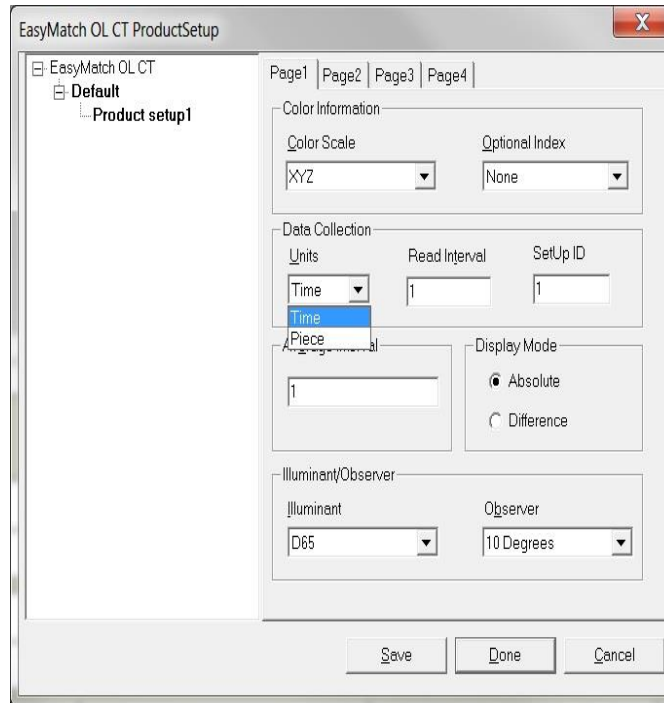 EasyMatch OL CT ProductSetup
X
EasyMatch OL CT
Default
Product setup1
Page1 Page2 Page3 Page4
Color Information
Color Scale Optional Index
XYZ None
Data Collection
Units Read Interval SetUp ID
Time 1 1
Time
Piece
Display Mode
1
Absolute
Difference
Illuminant/Observer
Illuminant Observer
D65 10 Degrees
Save Done Cancel